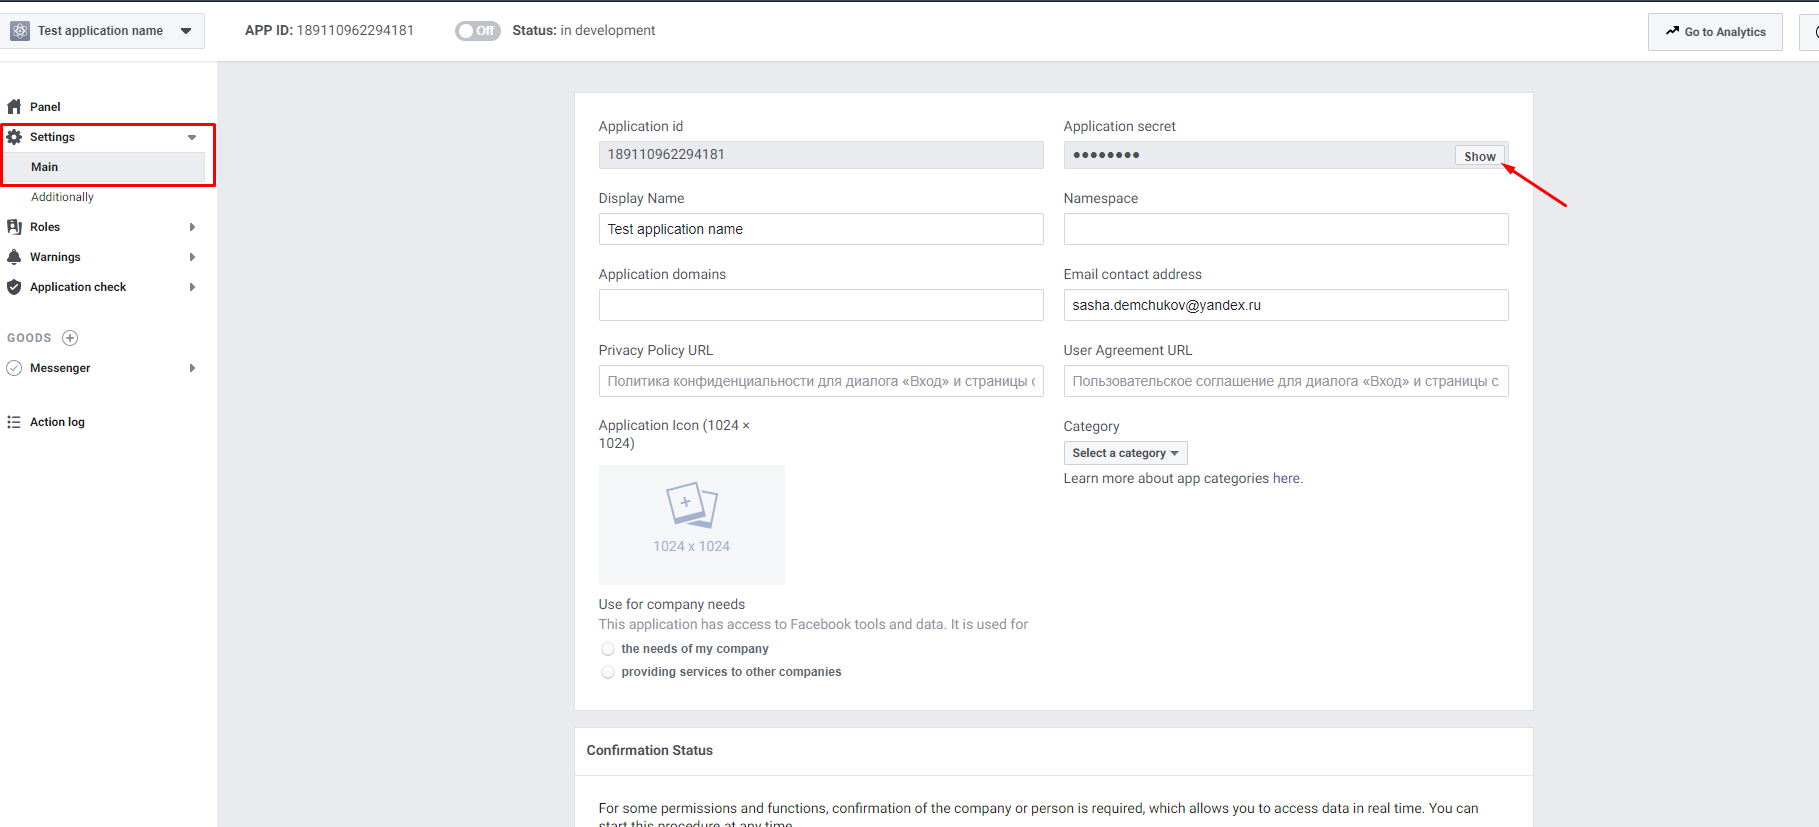 Test application name
APP ID: 189110962294181
Off
Status: in development
Go to Analytics
Panel
Settings
Main
Additionally
Roles
Warnings
Application check
GOODS
Messenger
Action log
Application id
189110962294181
Application secret
●●●●●●●●
Show
Display Name
Test application name
Namespace
Application domains
Email contact address
sasha.demchukov@yandex.ru
Privacy Policy URL
Политика конфиденциальности для диалога «Вход» и страницы с
User Agreement URL
Пользовательское соглашение для диалога «Вход» и страницы с
Application Icon (1024 ×
1024)
1024 x 1024
Category
Select a category
Learn more about app categories here.
Use for company needs
This application has access to Facebook tools and data. It is used for
the needs of my company
providing services to other companies
Confirmation Status
For some permissions and functions, confirmation of the company or person is required, which allows you to access data in real time. You can
start this procedure at any time